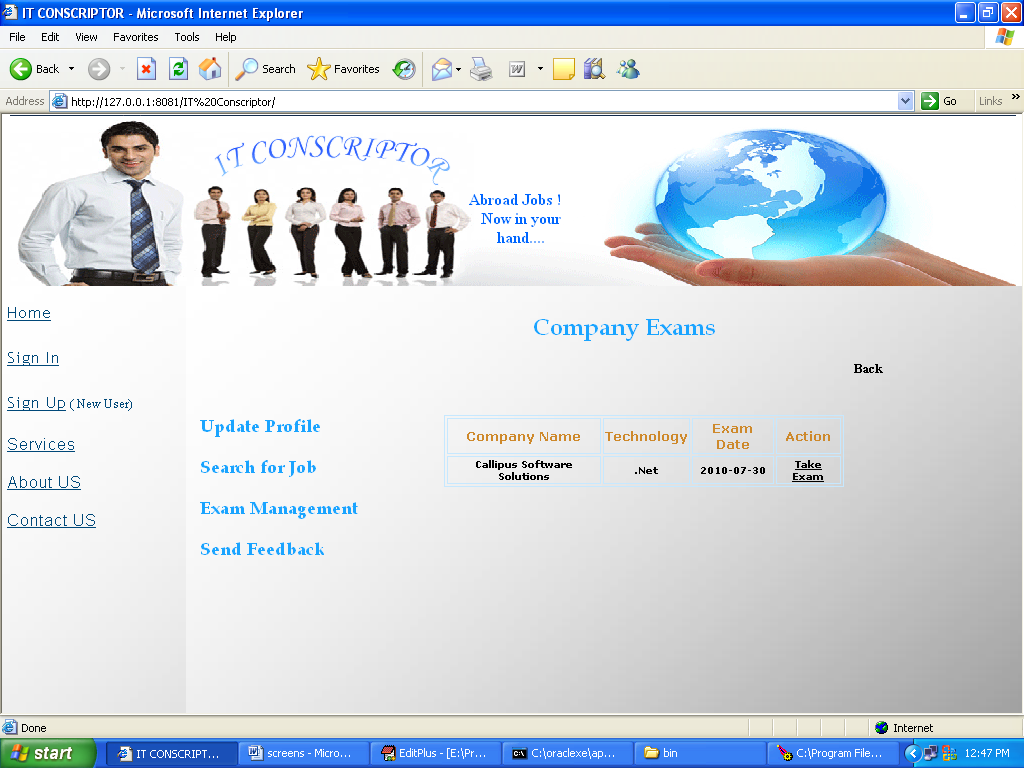 IT CONSCRIPTOR - Microsoft Internet Explorer
File Edit View Favorites Tools Help
Back Search Favorites
Address http://127.0.0.1:8081/IT%20Conscriptor/ Go Links »
IT CONSCRIPTOR
Abroad Jobs !
Now in your
hand....
Home
Sign In
Sign Up ( New User)
Services
About US
Contact US
Company Exams
Back
Update Profile
Search for Job
Exam Management
Send Feedback
Company Name Technology Exam Date Action
Callipus Software Solutions .Net 2010-07-30 Take Exam
Done Internet
start IT CONSCRIPT... screens - Micro... EditPlus - [E:\Pr... C:\oraclexe\ap... bin C:\Program File... 12:47 PM